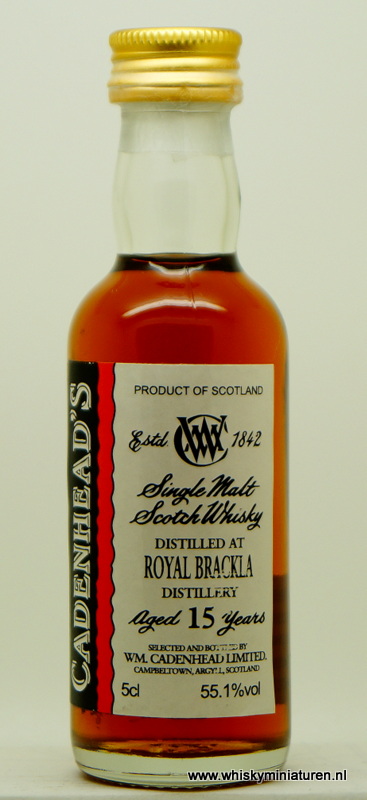 CADENHEAD'S
PRODUCT OF SCOTLAND
Estd WMC 1842
Single Malt
Scotch Whisky
DISTILLED AT
ROYAL BRACKLA
DISTILLERY
Aged 15 Years
SELECTED AND BOTTLED BY
WM. CADENHEAD LIMITED.
CAMPBELTOWN, ARGYLL, SCOTLAND
5cl 55.1%vol
www.whiskyminiaturen.nl